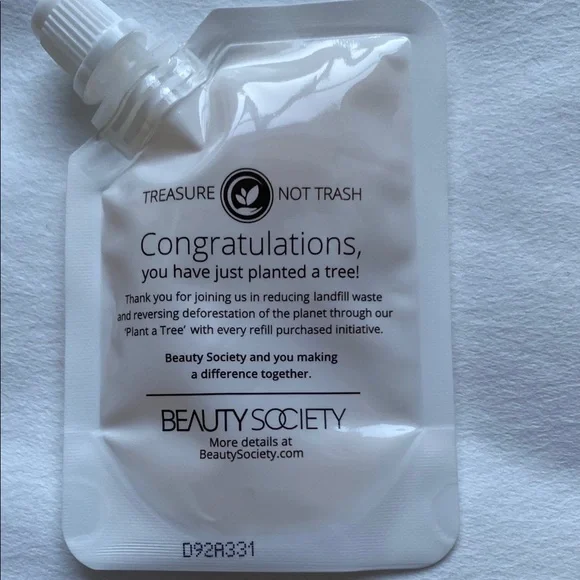 TREASURE NOT TRASH
Congratulations,
you have just planted a tree!
Thank you for joining us in reducing landfill waste
and reversing deforestation of the planet through our
'Plant a Tree' with every refill purchased initiative.
Beauty Society and you making
a difference together.
BEAUTY SOCIETY
More details at
BeautySociety.com
D92A331